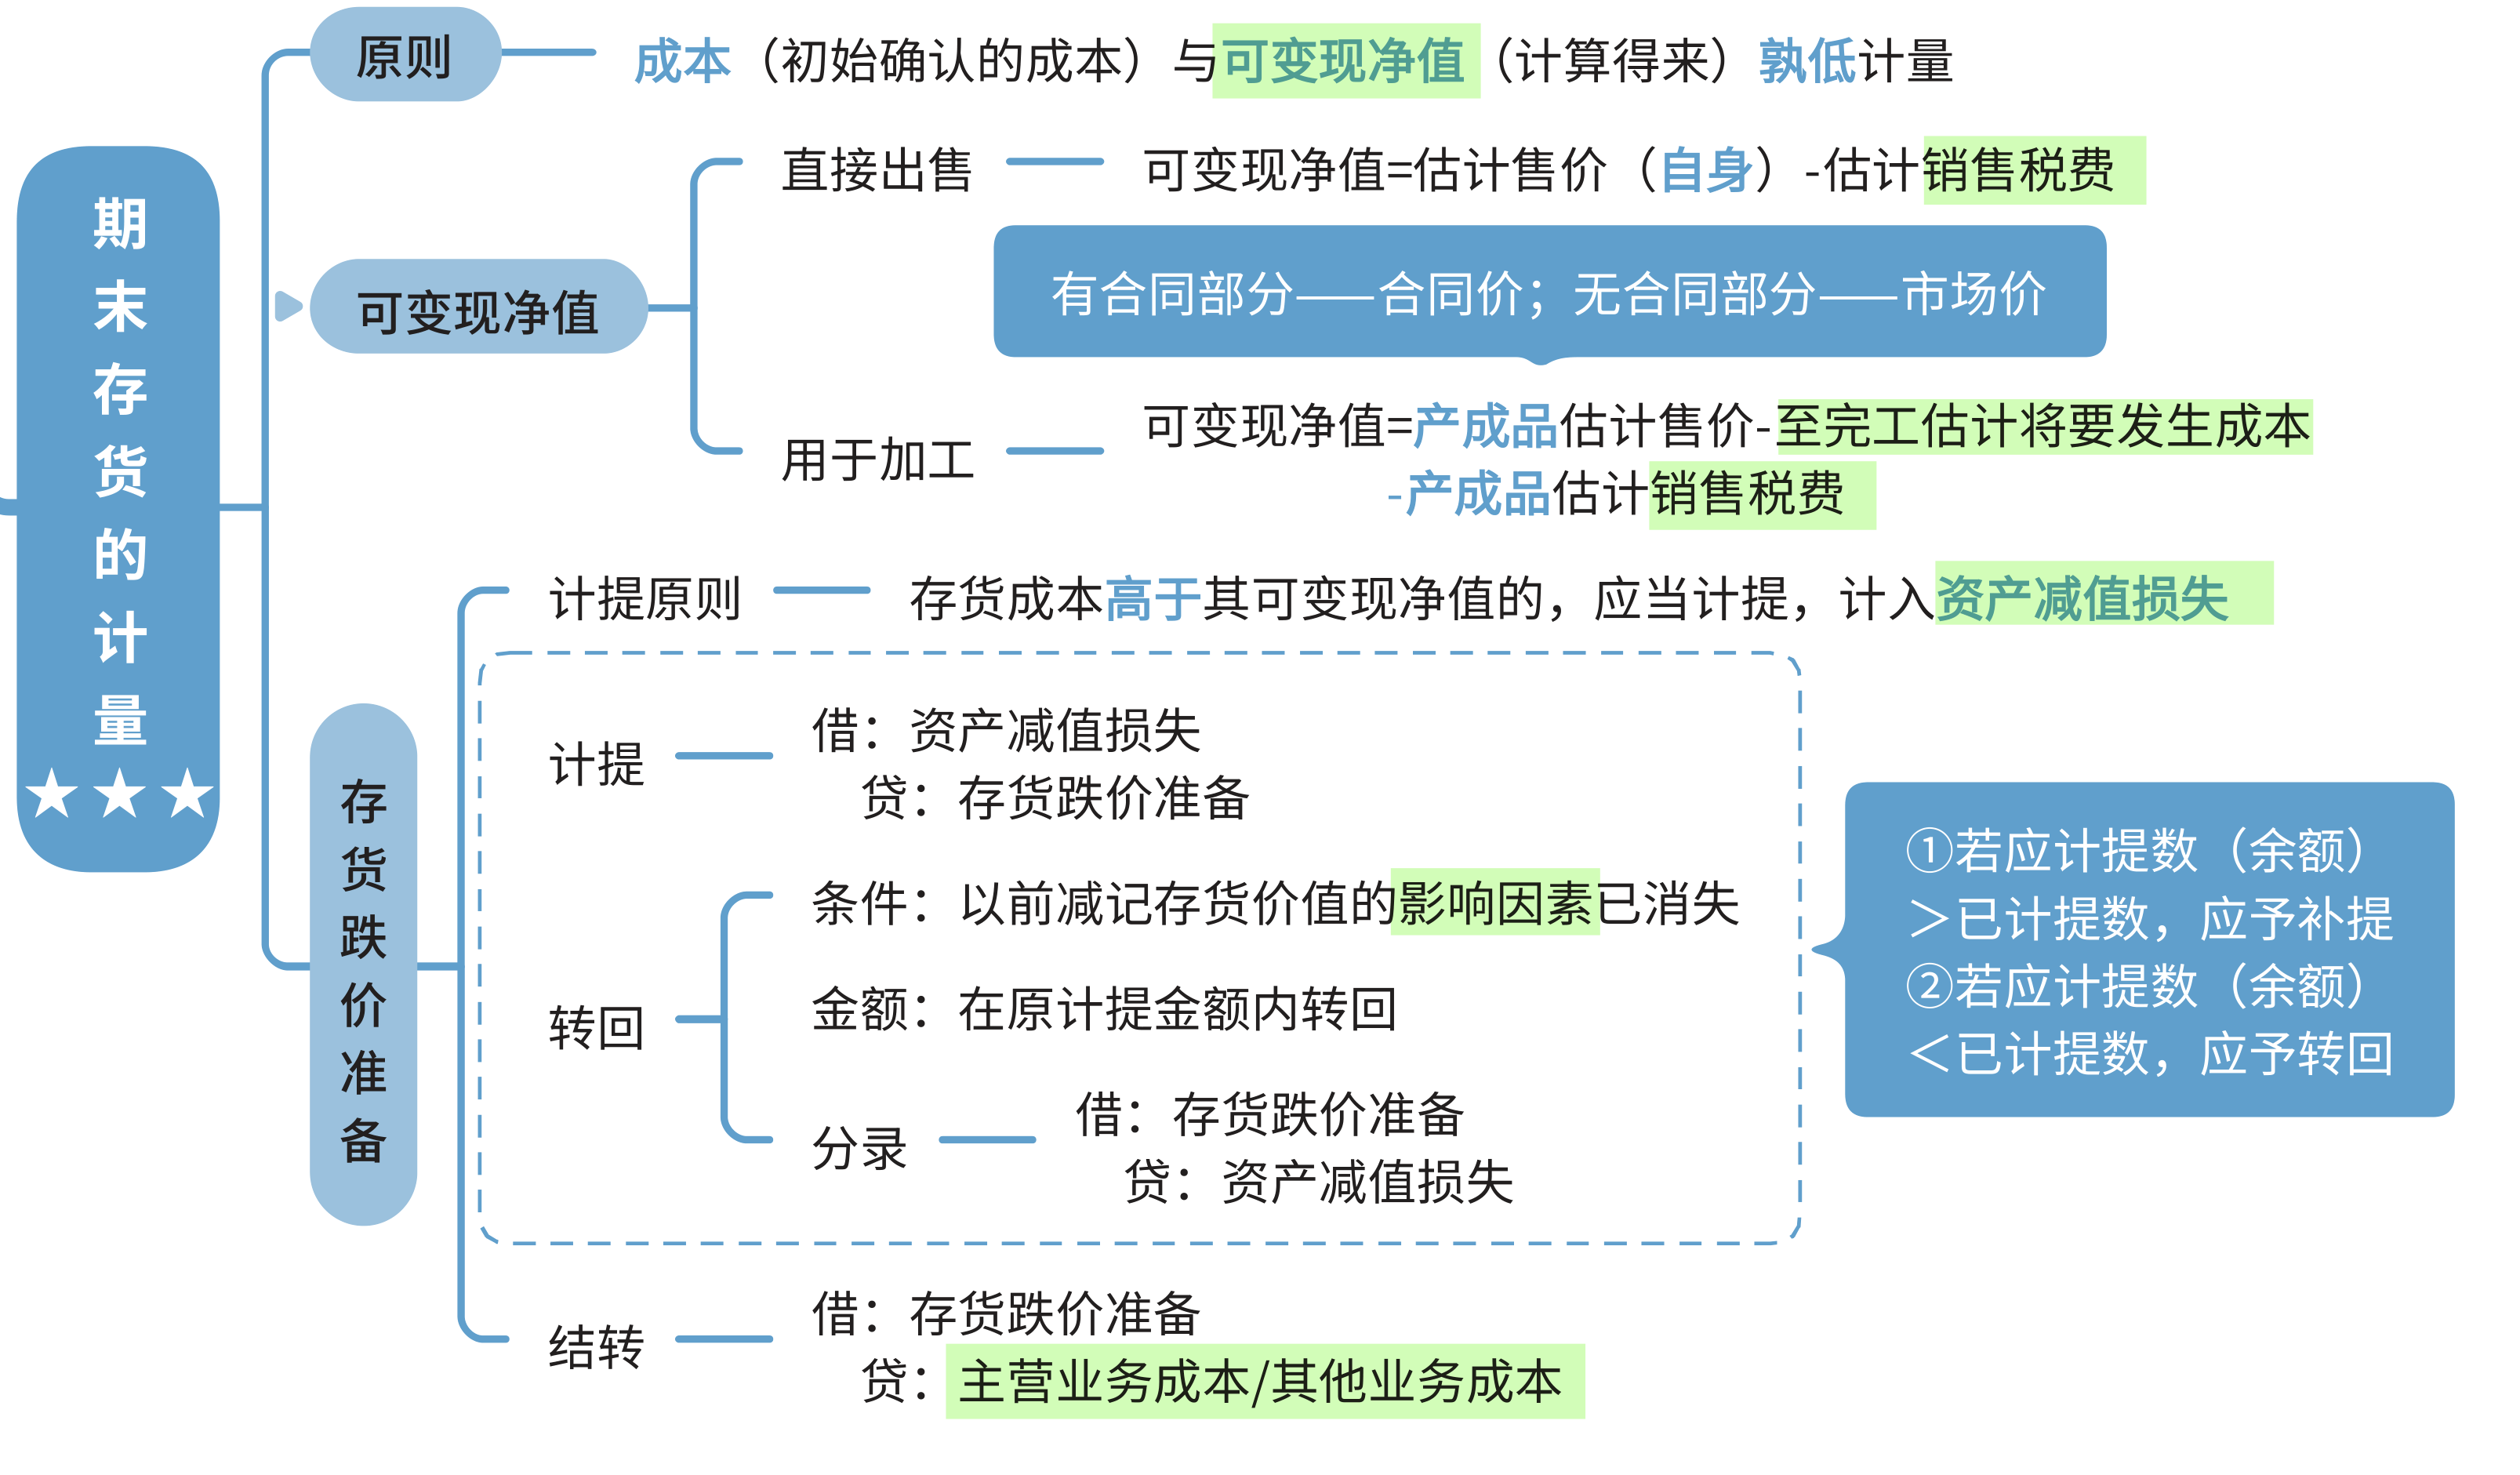 期末存货的计量
★★★
原则
成本（初始确认的成本）与可变现净值（计算得来）孰低计量
可变现净值
直接出售
可变现净值=估计售价（自身）-估计销售税费
有合同部分——合同价；无合同部分——市场价
用于加工
可变现净值=产成品估计售价-至完工估计将要发生成本
-产成品估计销售税费
存货跌价准备
计提原则
存货成本高于其可变现净值的，应当计提，计入资产减值损失
计提
借：资产减值损失
贷：存货跌价准备
转回
条件：以前减记存货价值的影响因素已消失
金额：在原计提金额内转回
分录
借：存货跌价准备
贷：资产减值损失
①若应计提数（余额）
＞已计提数，应予补提
②若应计提数（余额）
＜已计提数，应予转回
结转
借：存货跌价准备
贷：主营业务成本/其他业务成本